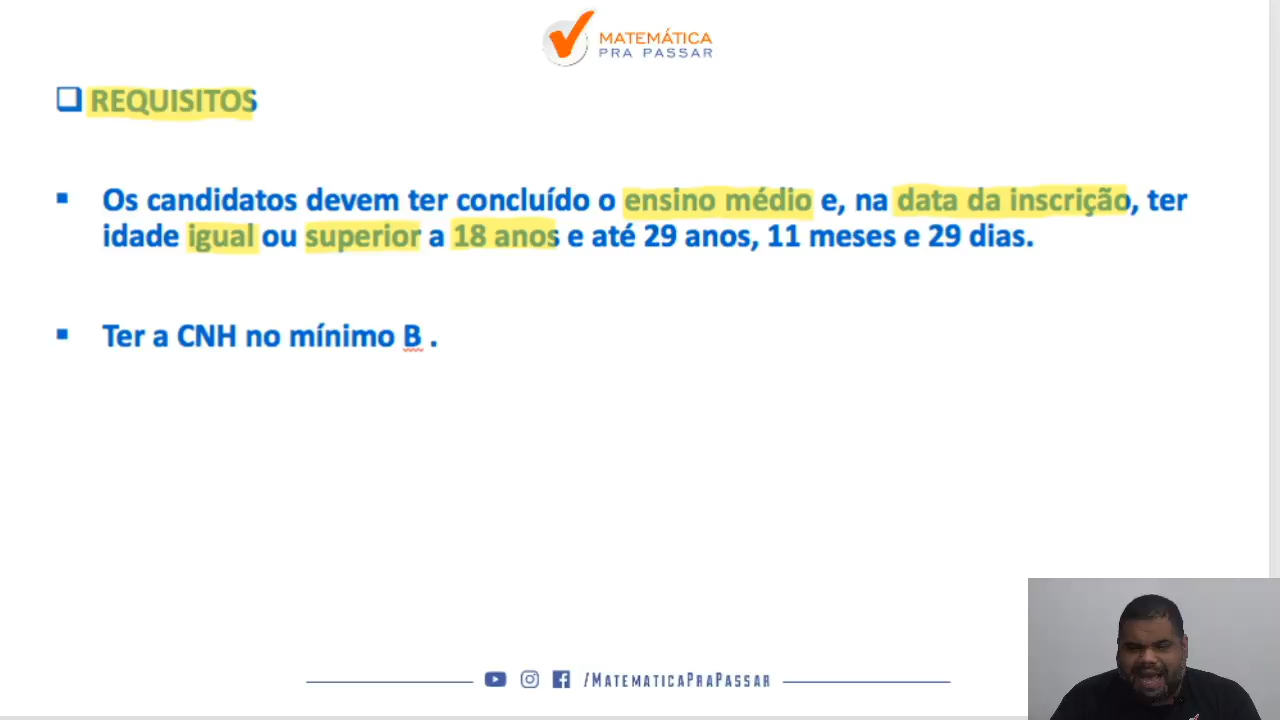 MATEMÁTICA
PRA PASSAR
REQUISITOS
Os candidatos devem ter concluído o ensino médio e, na data da inscrição, ter
idade igual ou superior a 18 anos e até 29 anos, 11 meses e 29 dias.
Ter a CNH no mínimo B .
/MATEMATICAPRAPASSAR